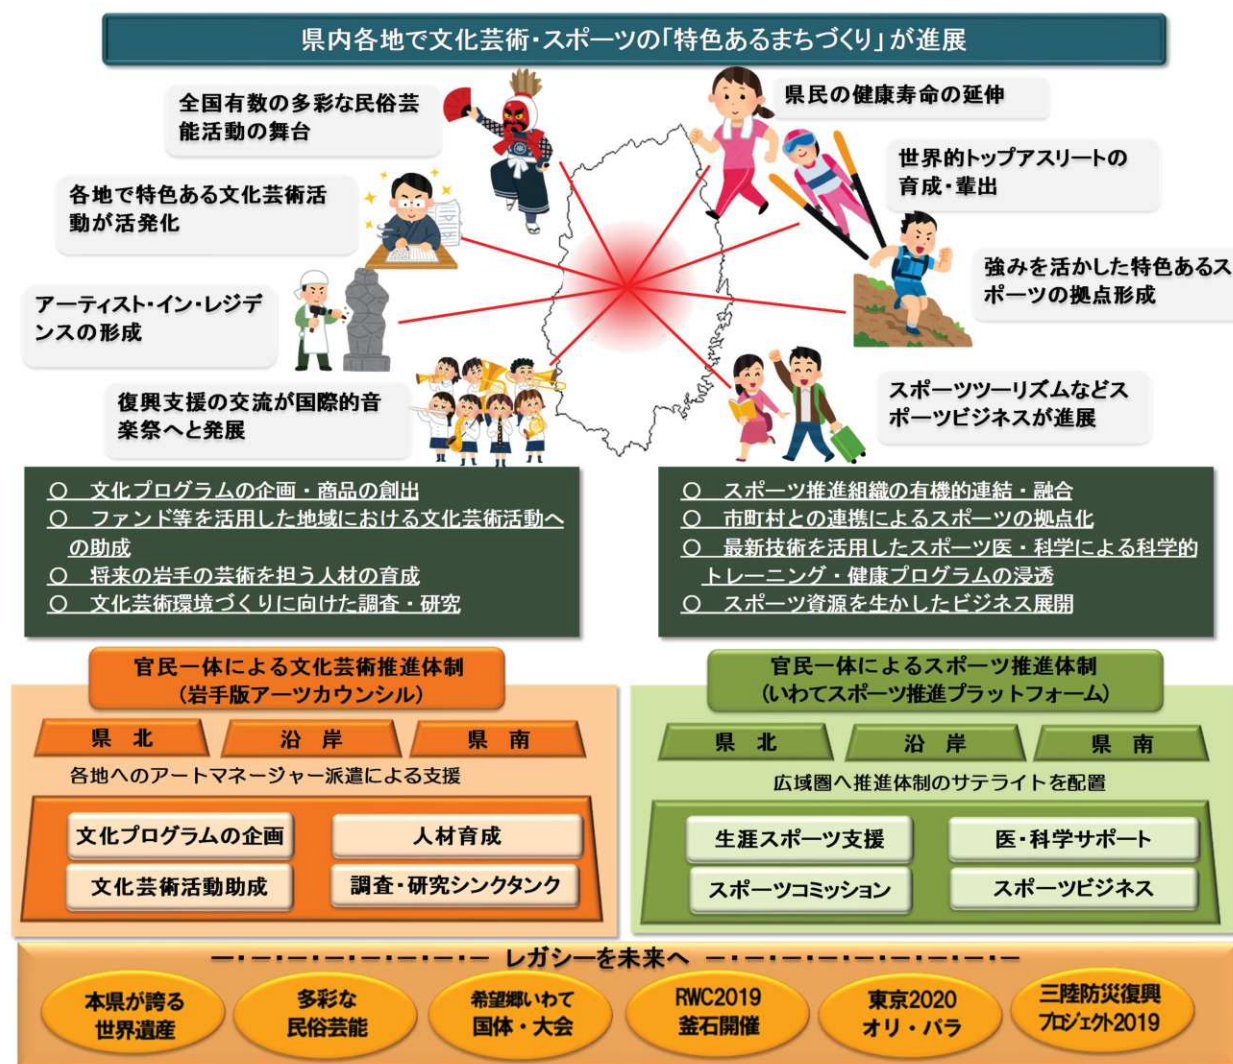 県内各地で文化芸術・スポーツの「特色あるまちづくり」が進展
全国有数の多彩な民俗芸
能活動の舞台
各地で特色ある文化芸術活
動が活発化
アーティスト・イン・レジデ
ンスの形成
復興支援の交流が国際的音
楽祭へと発展
県民の健康寿命の延伸
世界的トップアスリートの
育成・輩出
強みを活かした特色あるス
ポーツの拠点形成
スポーツツーリズムなどス
ポーツビジネスが進展
○ 文化プログラムの企画・商品の創出
○ ファンド等を活用した地域における文化芸術活動へ
の助成
○ 将来の岩手の芸術を担う人材の育成
○ 文化芸術環境づくりに向けた調査・研究
○ スポーツ推進組織の有機的連結・融合
○ 市町村との連携によるスポーツの拠点化
○ 最新技術を活用したスポーツ医・科学による科学的
トレーニング・健康プログラムの浸透
○ スポーツ資源を生かしたビジネス展開
官民一体による文化芸術推進体制
(岩手版アーツカウンシル)
県 北
沿 岸
県 南
各地へのアートマネージャー派遣による支援
文化プログラムの企画
人材育成
文化芸術活動助成
調査・研究シンクタンク
官民一体によるスポーツ推進体制
(いわてスポーツ推進プラットフォーム)
県 北
沿 岸
県 南
広域圏へ推進体制のサテライトを配置
生涯スポーツ支援
医・科学サポート
スポーツコミッション
スポーツビジネス
レガシーを未来へ
本県が誇る
世界遺産
多彩な
民俗芸能
希望郷いわて
国体・大会
RWC2019
釜石開催
東京2020
オリ・パラ
三陸防災復興
プロジェクト2019